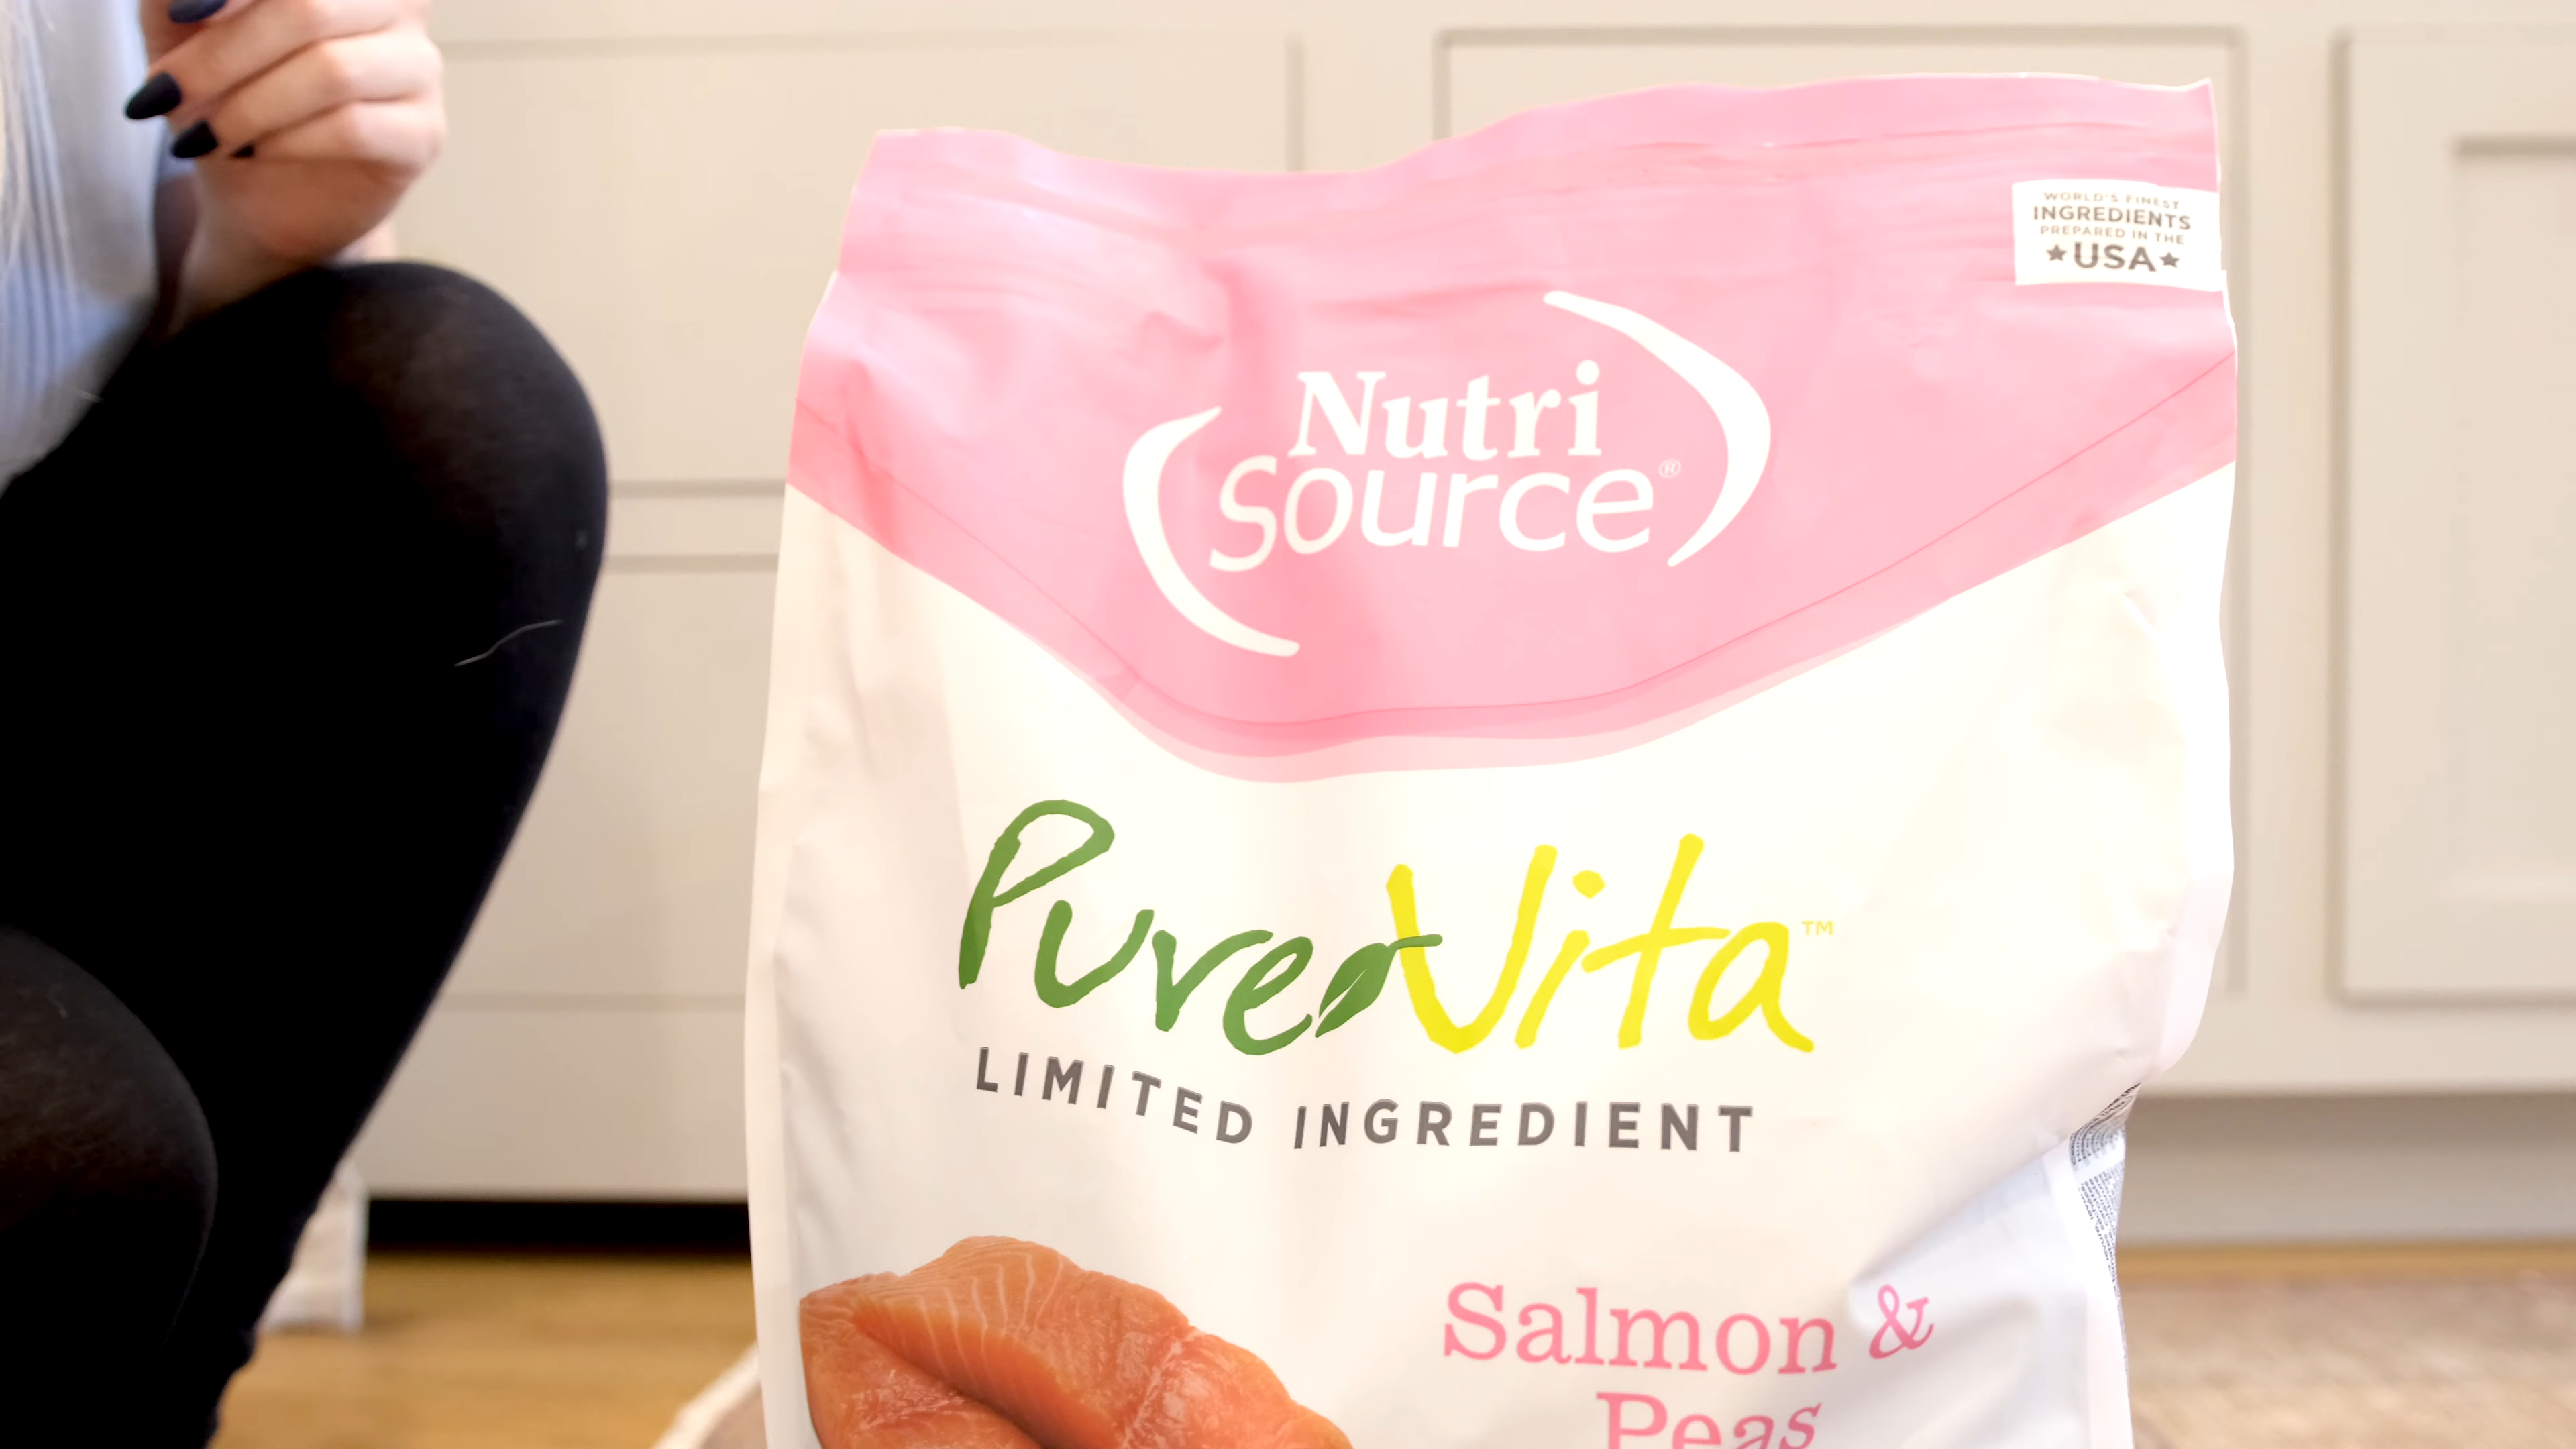 WORLD'S FINEST
INGREDIENTS
PREPARED IN THE
★USA★
Nutri
Source®
PureVita™
LIMITED INGREDIENT
Salmon &
Peas